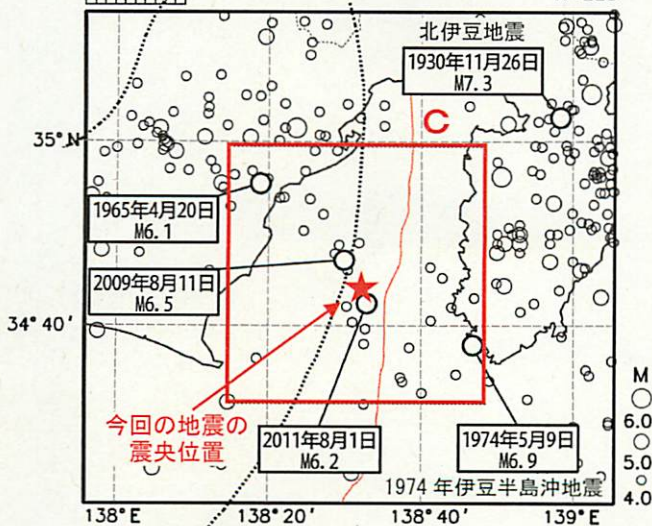 北伊豆地震
1930年11月26日
M7.3
C
35°N
1965年4月20日
M6.1
2009年8月11日
M6.5
34°40′
今回の地震の
震央位置
2011年8月1日
M6.2
1974年5月9日
M6.9
1974年伊豆半島沖地震
M
6.0
5.0
4.0
138°E
138°20′
138°40′
139°E